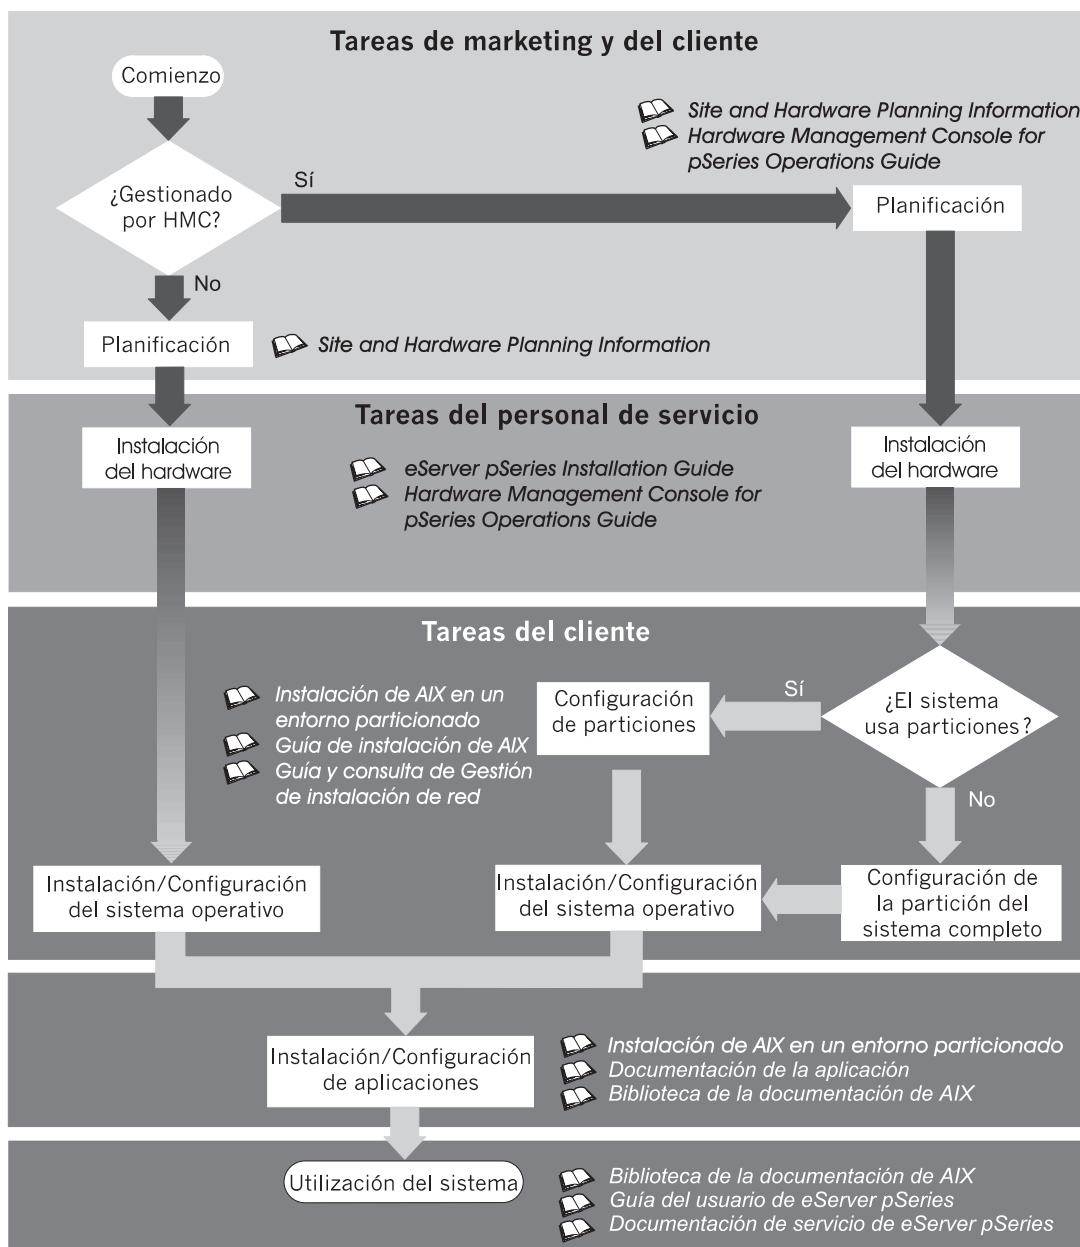 Tareas de marketing y del cliente
Comienzo
Site and Hardware Planning Information
Hardware Management Console for
pSeries Operations Guide
¿Gestionado
por HMC?
Sí
Planificación
No
Planificación
Site and Hardware Planning Information
Tareas del personal de servicio
Instalación
del hardware
eServer pSeries Installation Guide
Hardware Management Console for
pSeries Operations Guide
Instalación
del hardware
Tareas del cliente
Instalación de AIX en un
entorno particionado
Guía de instalación de AIX
Guía y consulta de Gestión
de instalación de red
Configuración
de particiones
Sí
¿El sistema
usa particiones?
No
Instalación/Configuración
del sistema operativo
Instalación/Configuración
del sistema operativo
Configuración de
la partición del
sistema completo
Instalación/Configuración
de aplicaciones
Instalación de AIX en un entorno particionado
Documentación de la aplicación
Biblioteca de la documentación de AIX
Utilización del sistema
Biblioteca de la documentación de AIX
Guía del usuario de eServer pSeries
Documentación de servicio de eServer pSeries